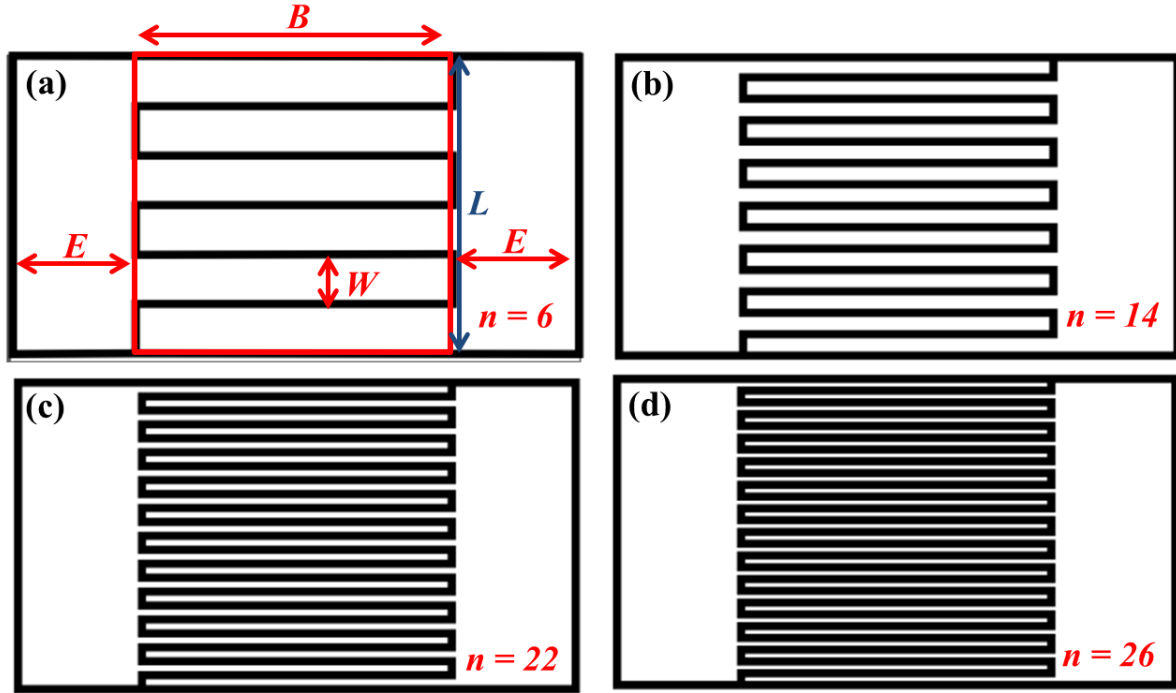 B
(a)
L
E
E
W
n = 6
(b)
n = 14
(c)
n = 22
(d)
n = 26